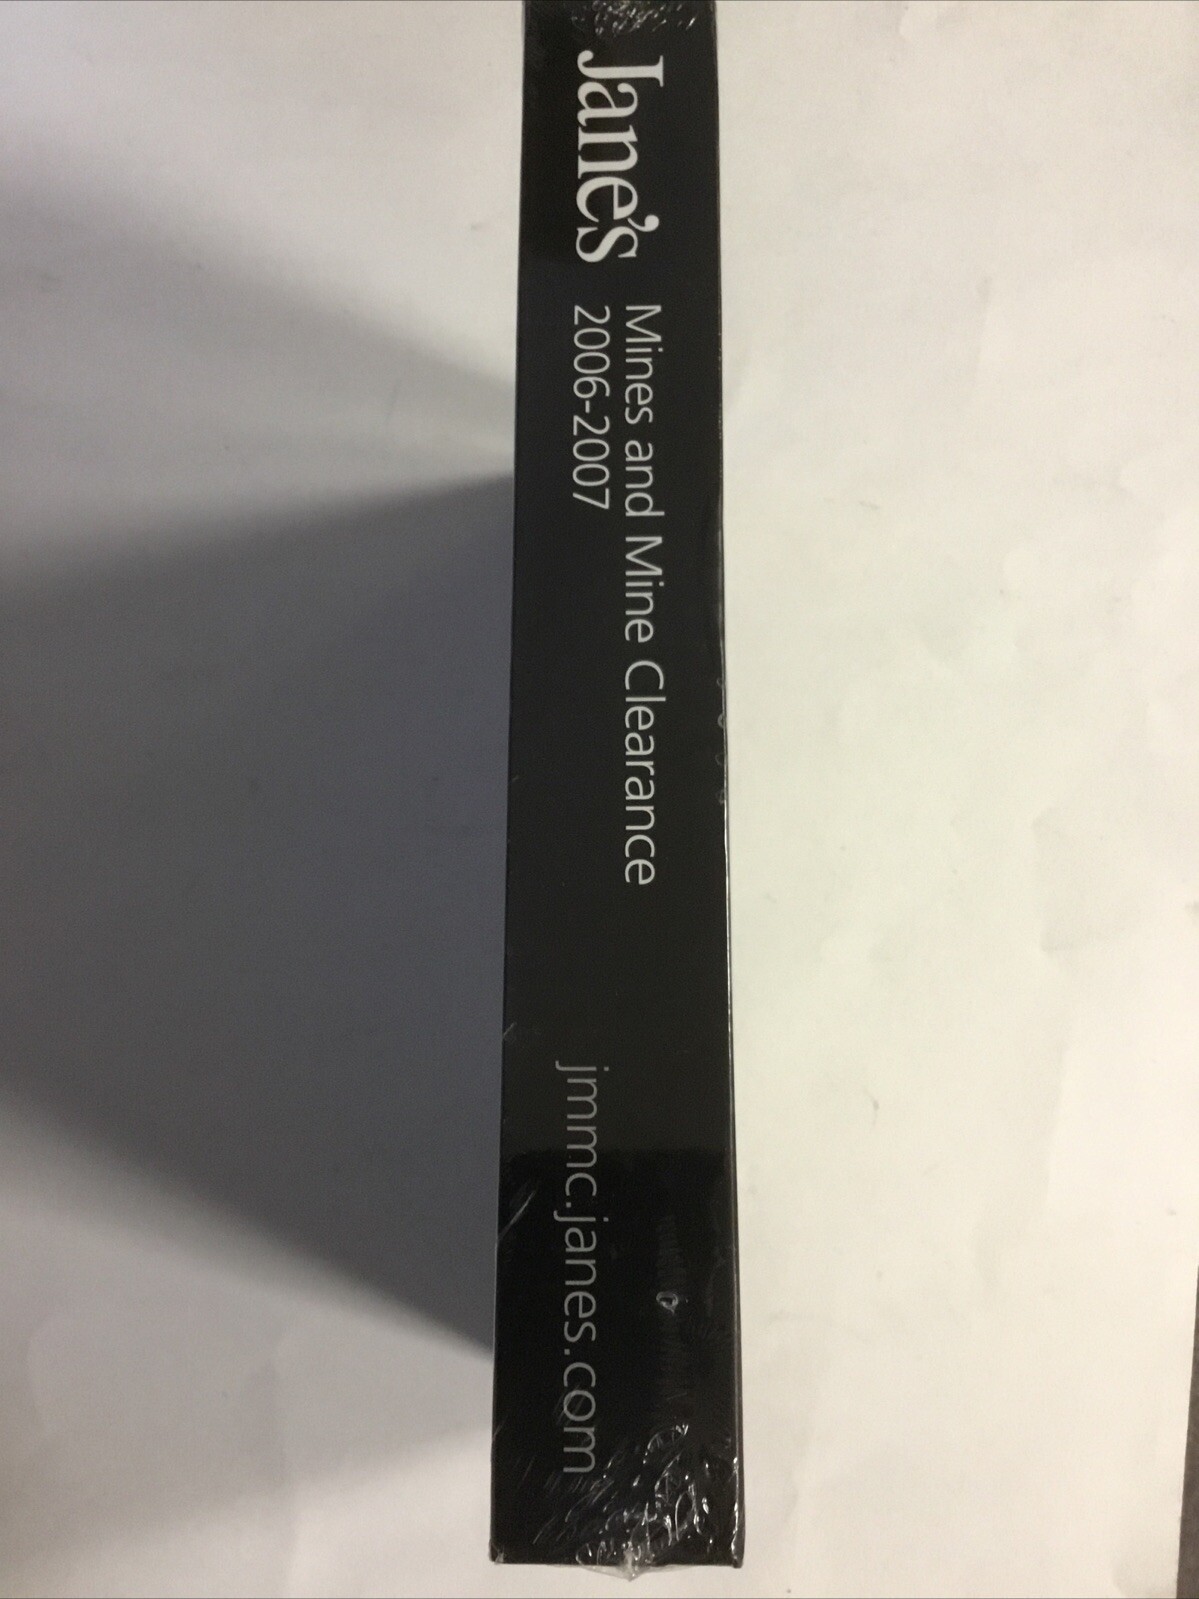 Jane's
Mines and Mine Clearance
2006-2007
jmmc.janes.com